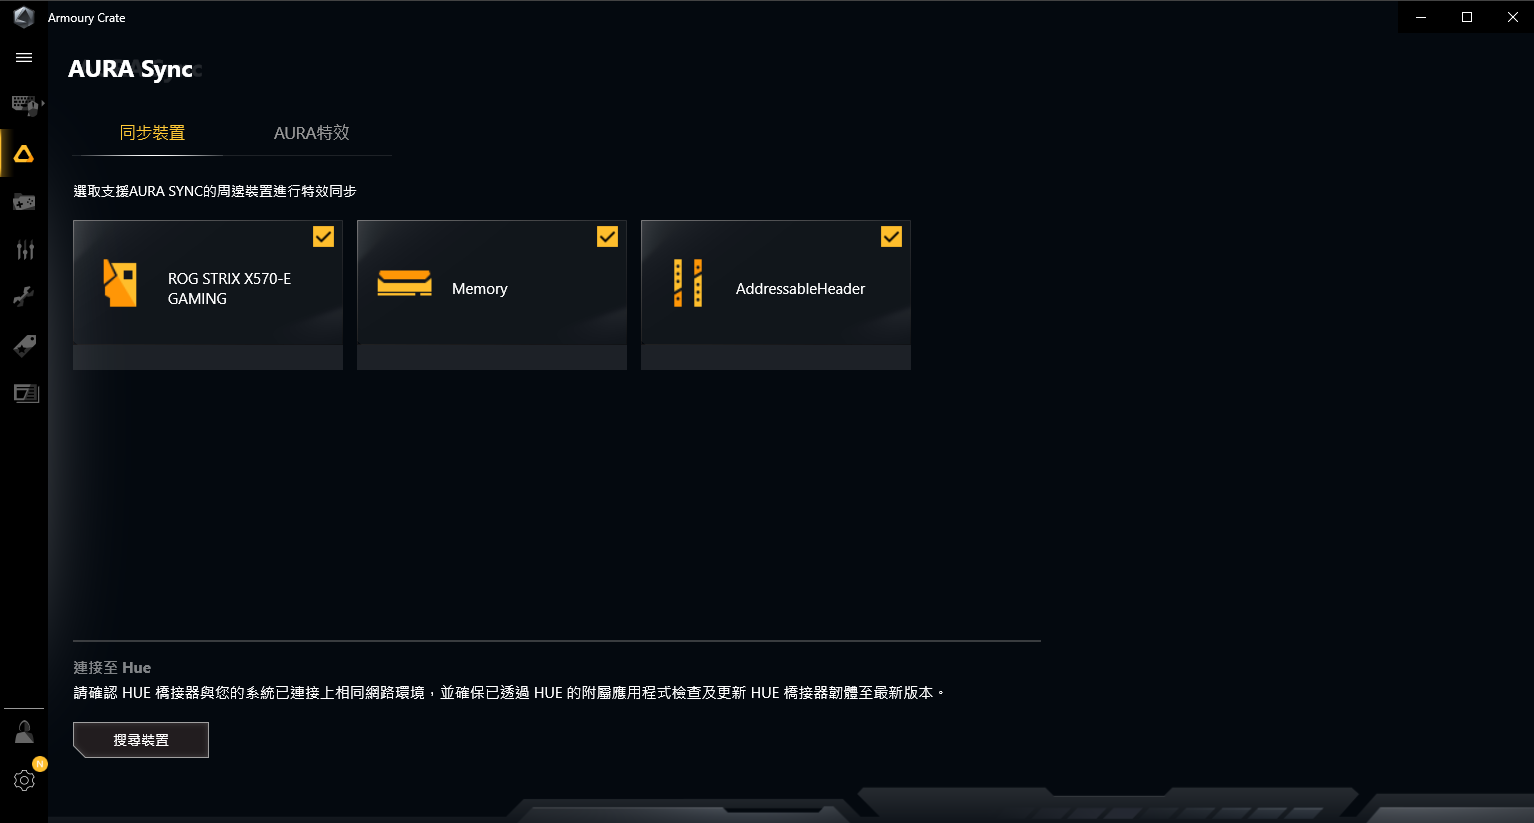 Armoury Crate
AURA Sync
同步裝置
AURA特效
選取支援AURA SYNC的周邊裝置進行特效同步
ROG STRIX X570-E
GAMING
Memory
AddressableHeader
連接至 Hue
請確認 HUE 橋接器與您的系統已連接上相同網路環境，並確保已透過 HUE 的附屬應用程式檢查及更新 HUE 橋接器韌體至最新版本。
搜尋裝置
N